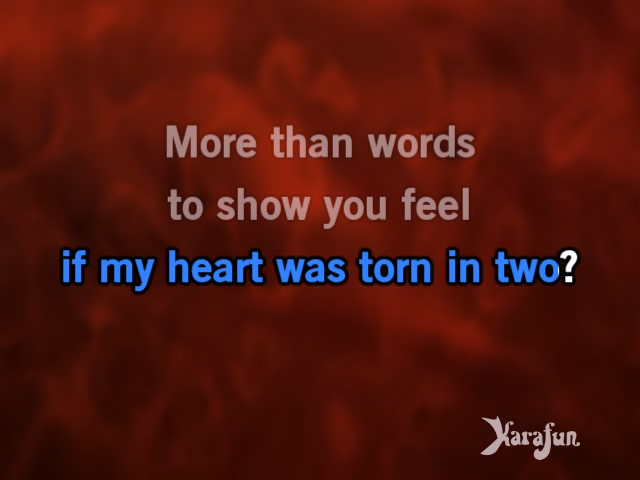 More than words
to show you feel
if my heart was torn in two?
Karafun